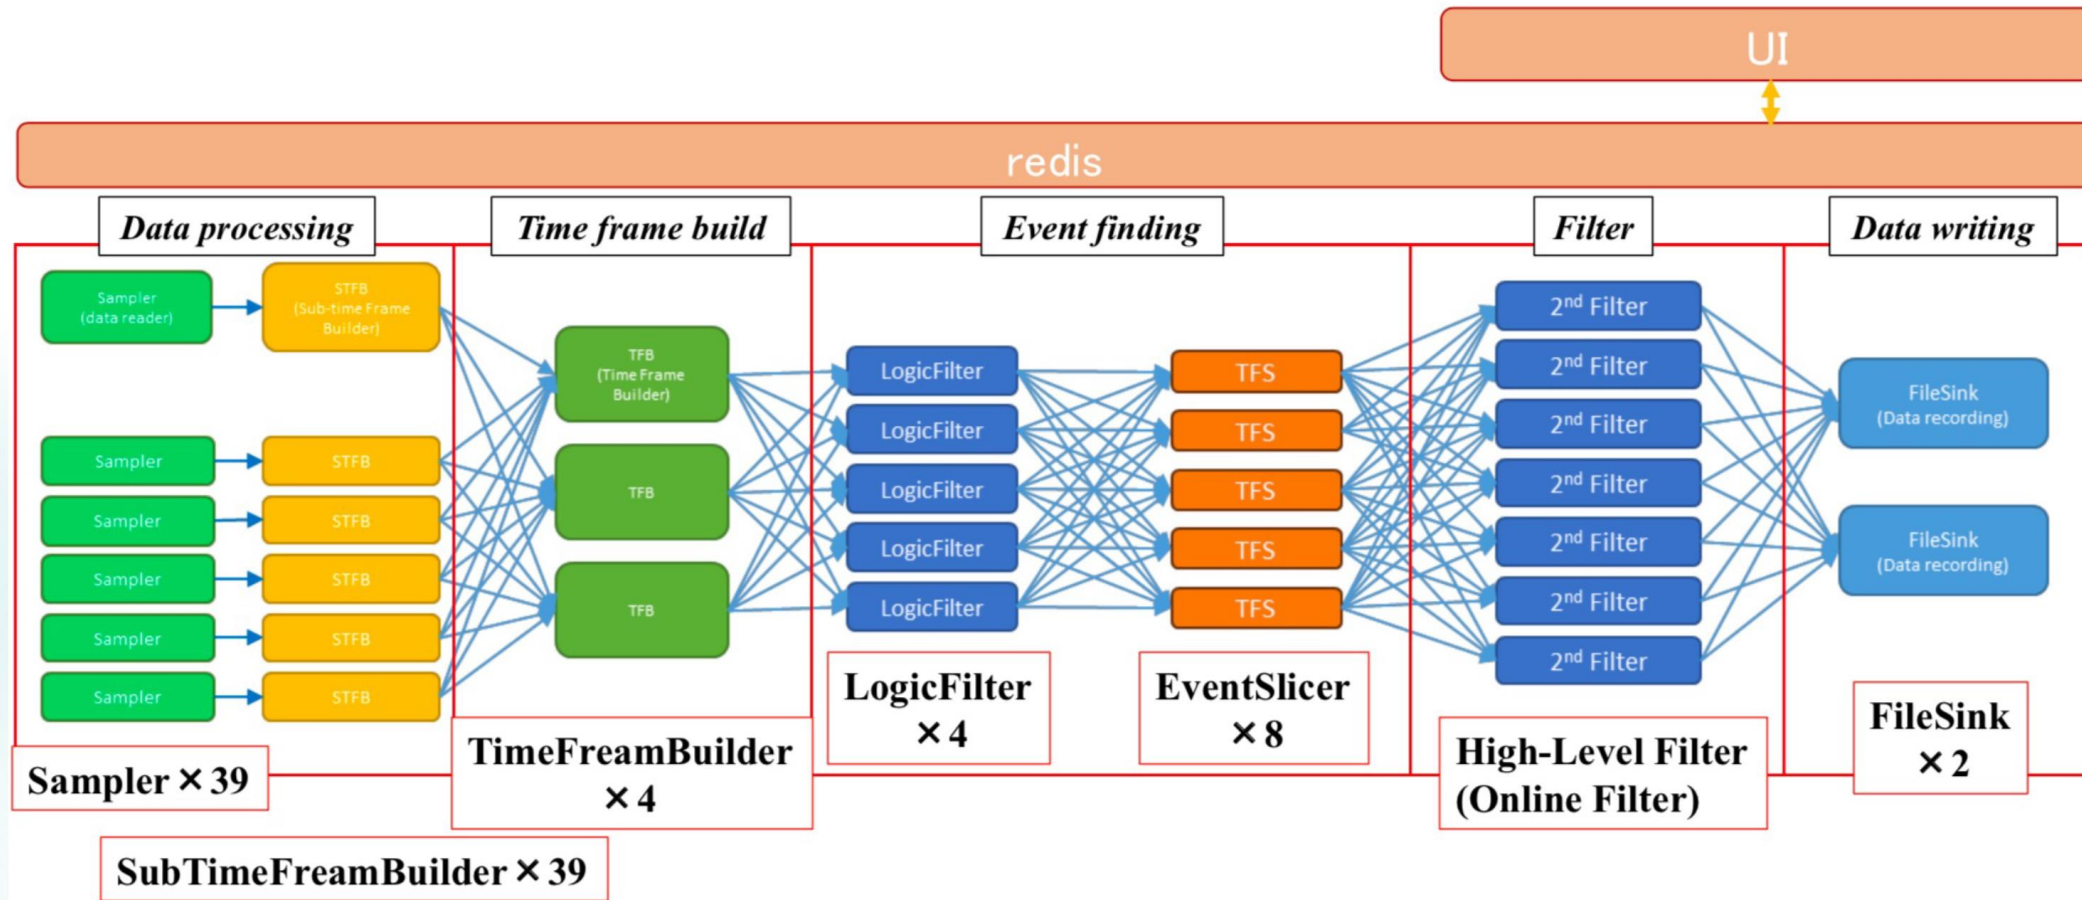 UI
redis
Data processing
Time frame build
Event finding
Filter
Data writing
Sampler
(data reader)
STFB
(Sub-time Frame
Builder)
Sampler
STFB
Sampler
STFB
Sampler
STFB
Sampler
STFB
Sampler
STFB
TFB
(Time Frame
Builder)
TFB
TFB
LogicFilter
LogicFilter
LogicFilter
LogicFilter
LogicFilter
TFS
TFS
TFS
TFS
TFS
2nd Filter
2nd Filter
2nd Filter
2nd Filter
2nd Filter
2nd Filter
2nd Filter
FileSink
(Data recording)
FileSink
(Data recording)
Sampler × 39
SubTimeFreamBuilder × 39
TimeFreamBuilder
× 4
LogicFilter
× 4
EventSlicer
× 8
High-Level Filter
(Online Filter)
FileSink
× 2